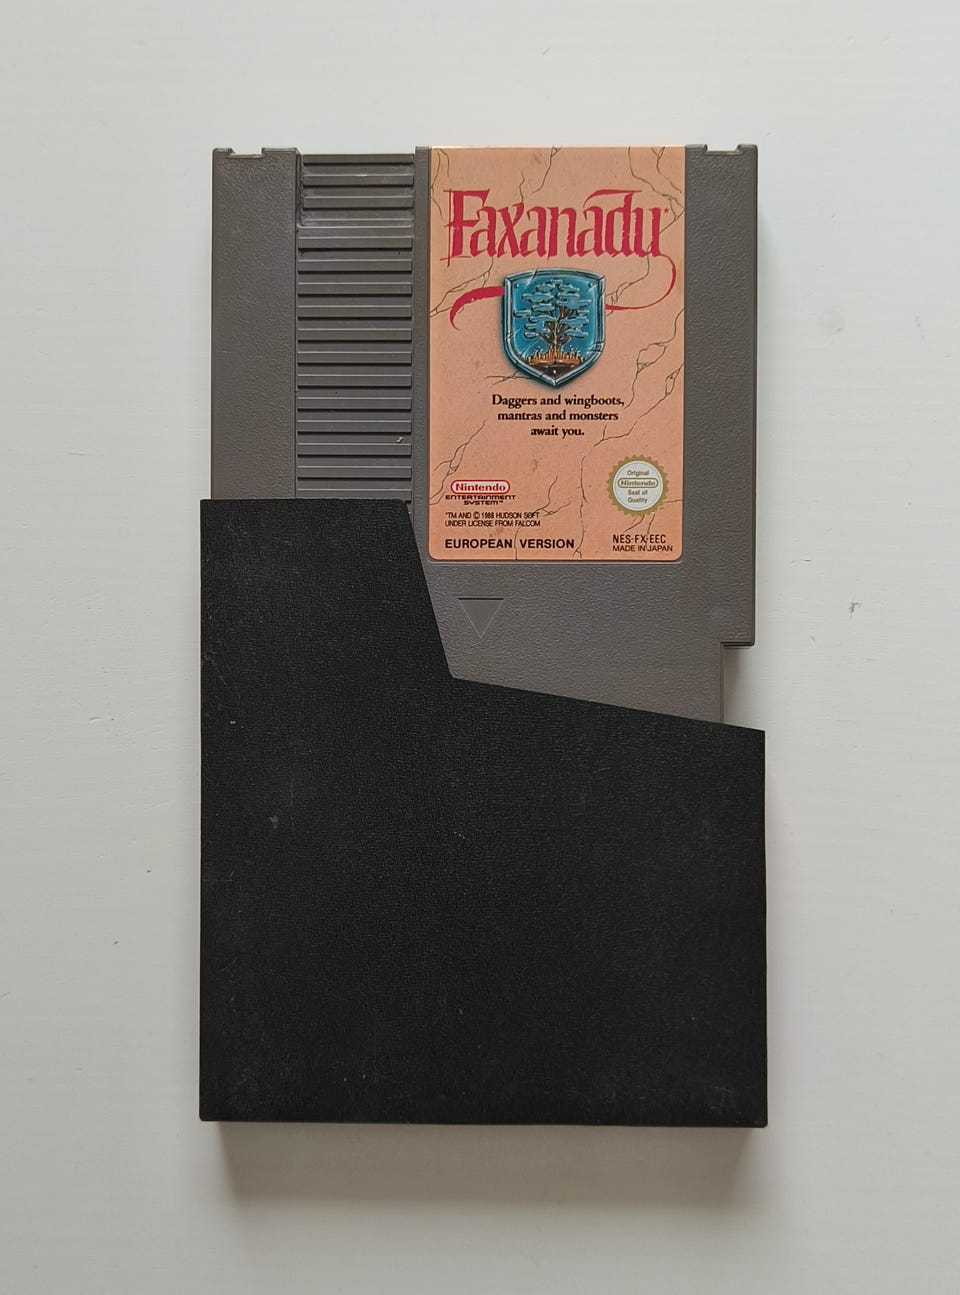 Faxanadu
Daggers and wingboots,
mantras and monsters
await you.
Nintendo
ENTERTAINMENT
SYSTEM™
™ AND © 1988 HUDSON SOFT
UNDER LICENSE FROM FALCOM
EUROPEAN VERSION
Original
Nintendo
Seal of
Quality
NES-FX-EEC
MADE IN JAPAN